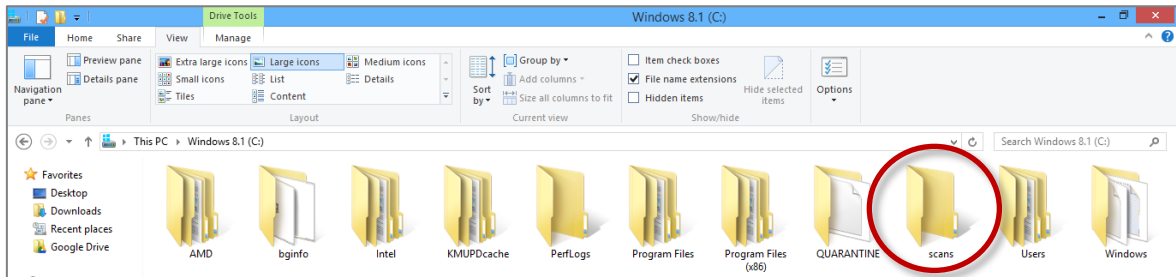 Drive Tools
Windows 8.1 (C:)
File Home Share View Manage
Navigation pane
Preview pane
Details pane
Panes
Extra large icons Large icons Medium icons
Small icons List Details
Tiles Content
Layout
Sort by
Group by
Add columns
Size all columns to fit
Current view
Item check boxes
File name extensions
Hidden items
Hide selected items
Show/hide
Options
This PC Windows 8.1 (C:)
Search Windows 8.1 (C:)
Favorites
Desktop
Downloads
Recent places
Google Drive
AMD bginfo Intel KMUPDcache PerfLogs Program Files Program Files (x86) QUARANTINE scans Users Windows